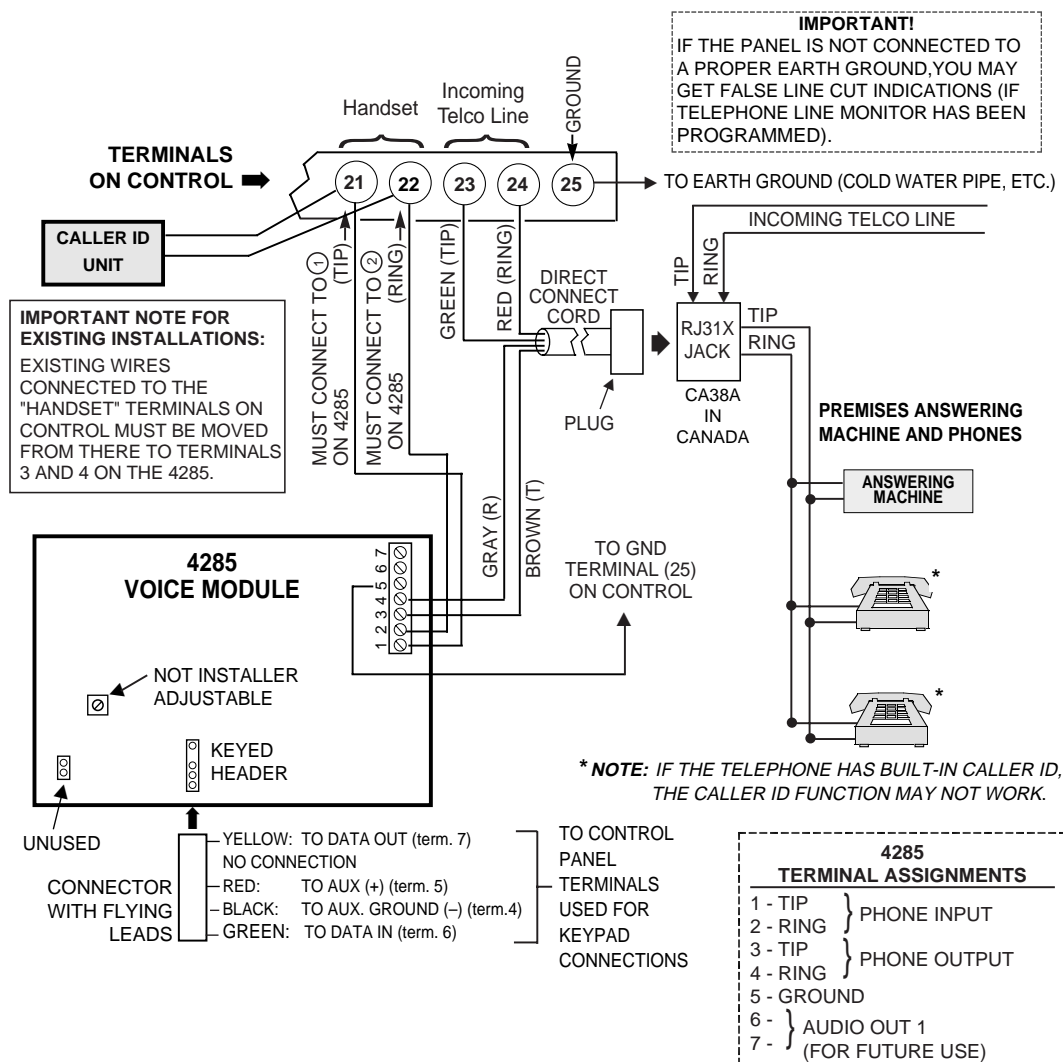 IMPORTANT!
IF THE PANEL IS NOT CONNECTED TO
A PROPER EARTH GROUND,YOU MAY
GET FALSE LINE CUT INDICATIONS (IF
TELEPHONE LINE MONITOR HAS BEEN
PROGRAMMED).
Handset
Incoming
Telco Line
GROUND
TERMINALS
ON CONTROL
21
22
23
24
25
TO EARTH GROUND (COLD WATER PIPE, ETC.)
INCOMING TELCO LINE
TIP
RING
CALLER ID
UNIT
MUST CONNECT TO 1
ON 4285
(TIP)
MUST CONNECT TO 2
ON 4285
(RING)
GREEN (TIP)
RED (RING)
DIRECT
CONNECT
CORD
PLUG
RJ31X
JACK
TIP
RING
CA38A
IN
CANADA
IMPORTANT NOTE FOR
EXISTING INSTALLATIONS:
EXISTING WIRES
CONNECTED TO THE
"HANDSET" TERMINALS ON
CONTROL MUST BE MOVED
FROM THERE TO TERMINALS
3 AND 4 ON THE 4285.
PREMISES ANSWERING
MACHINE AND PHONES
ANSWERING
MACHINE
*
*
GRAY (R)
BROWN (T)
TO GND
TERMINAL (25)
ON CONTROL
4285
VOICE MODULE
7
6
5
4
3
2
1
NOT INSTALLER
ADJUSTABLE
KEYED
HEADER
UNUSED
* NOTE: IF THE TELEPHONE HAS BUILT-IN CALLER ID,
THE CALLER ID FUNCTION MAY NOT WORK.
CONNECTOR
WITH FLYING
LEADS
YELLOW: TO DATA OUT (term. 7)
NO CONNECTION
RED: TO AUX (+) (term. 5)
BLACK: TO AUX. GROUND (–) (term.4)
GREEN: TO DATA IN (term. 6)
TO CONTROL
PANEL
TERMINALS
USED FOR
KEYPAD
CONNECTIONS
4285
TERMINAL ASSIGNMENTS
1 - TIP
2 - RING
PHONE INPUT
3 - TIP
4 - RING
PHONE OUTPUT
5 - GROUND
6 -
7 -
AUDIO OUT 1
(FOR FUTURE USE)